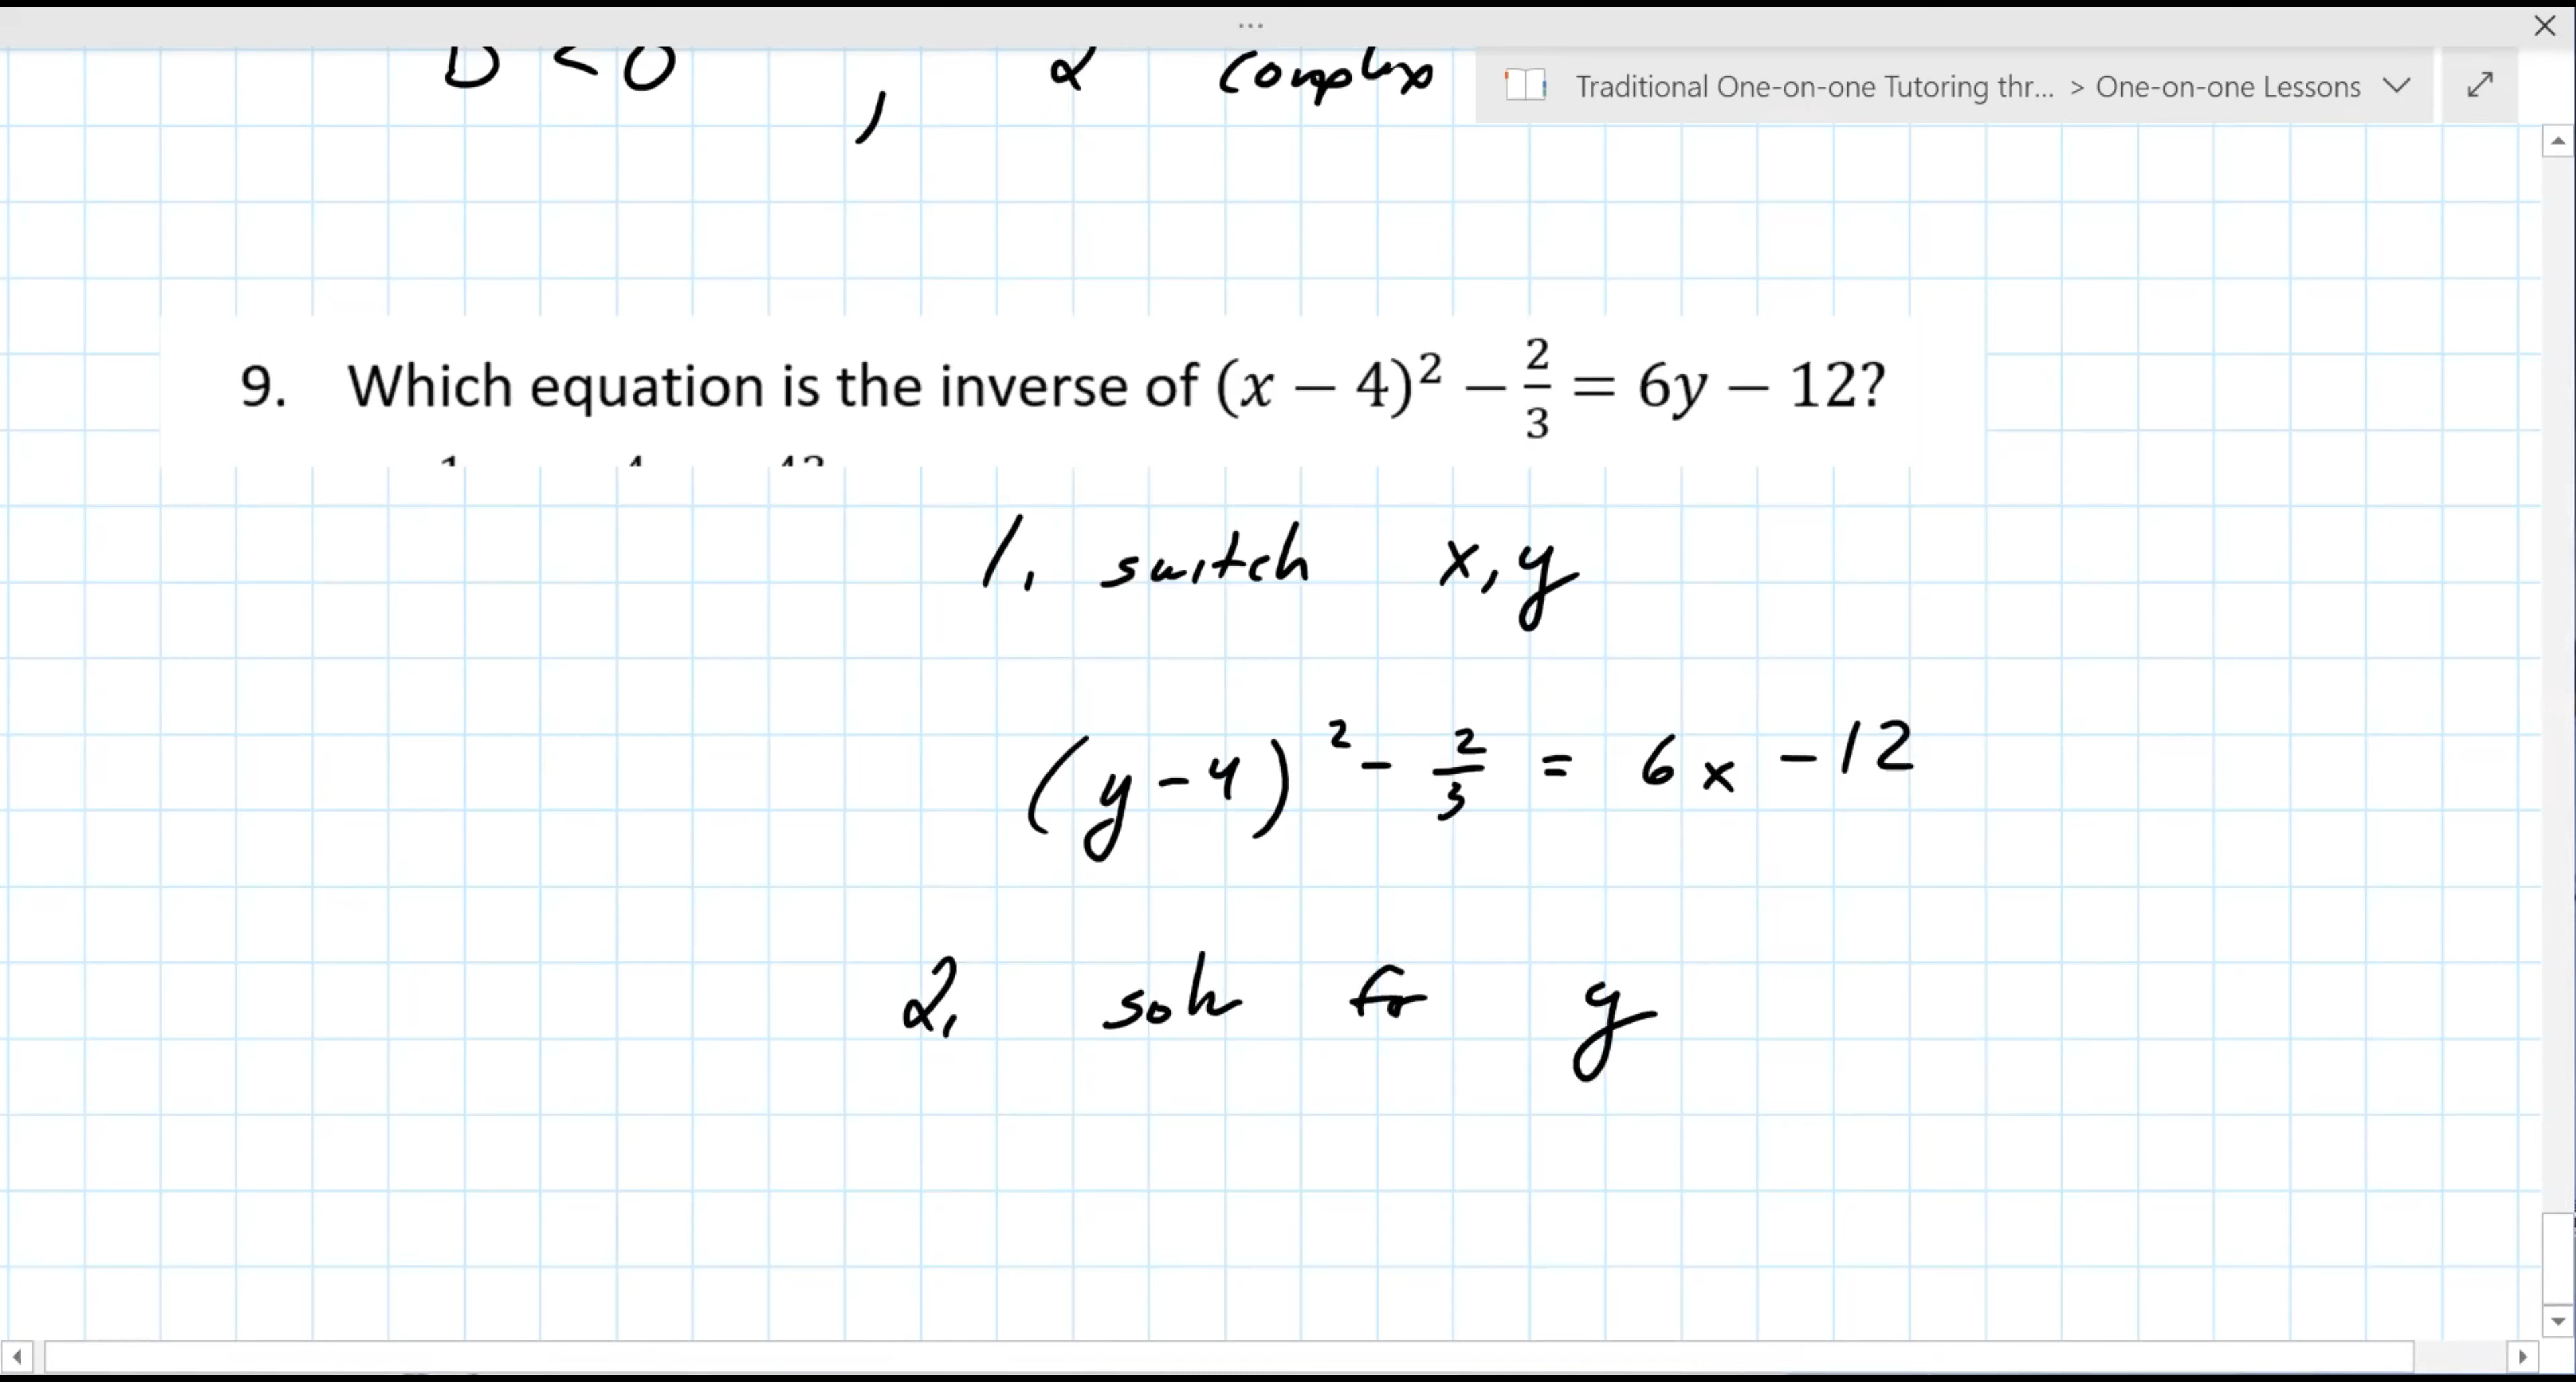 ...
D < 0 , 2 complex
Traditional One-on-one Tutoring thr... > One-on-one Lessons
9. Which equation is the inverse of (x − 4)² − 2/3 = 6y − 12?
1. switch x, y
(y - 4)² - 2/3 = 6x - 12
2. solv for y